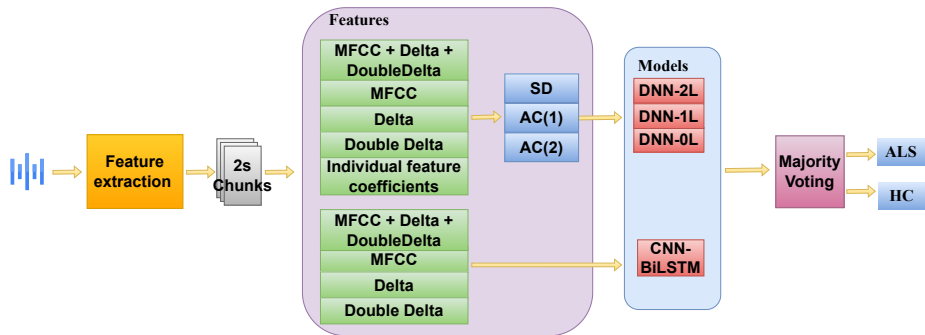 Feature
extraction
2s
Chunks
Features
MFCC + Delta +
DoubleDelta
MFCC
Delta
Double Delta
Individual feature
coefficients
SD
AC(1)
AC(2)
MFCC + Delta +
DoubleDelta
MFCC
Delta
Double Delta
Models
DNN-2L
DNN-1L
DNN-0L
CNN-
BiLSTM
Majority
Voting
ALS
HC